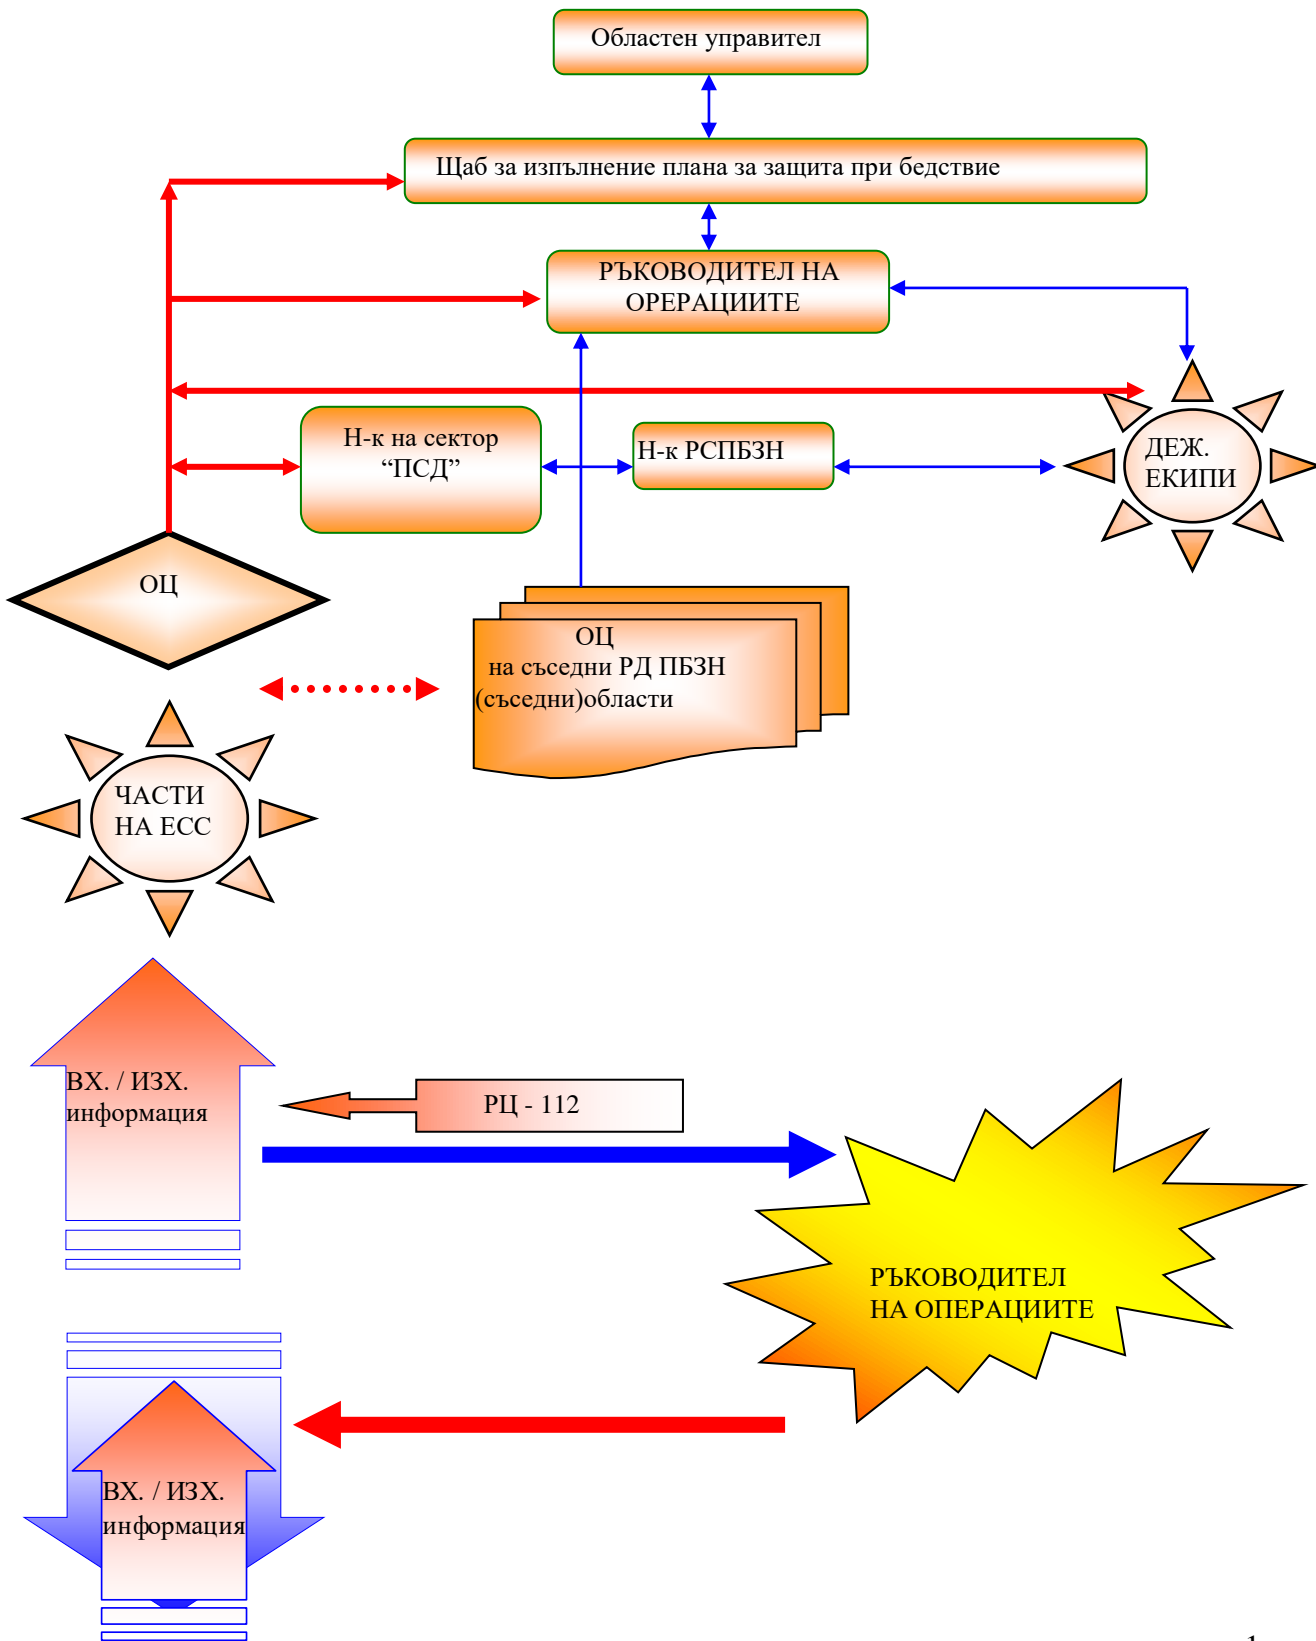 Областен управител
Щаб за изпълнение плана за защита при бедствие
РЪКОВОДИТЕЛ НА
ОРЕРАЦИИТЕ
Н-к на сектор
“ПСД”
Н-к РСПБЗН
ДЕЖ.
ЕКИПИ
ОЦ
ОЦ
на съседни РД ПБЗН
(съседни)области
ЧАСТИ
НА ЕСС
ВХ. / ИЗХ.
информация
РЦ - 112
РЪКОВОДИТЕЛ
НА ОПЕРАЦИИТЕ
ВХ. / ИЗХ.
информация